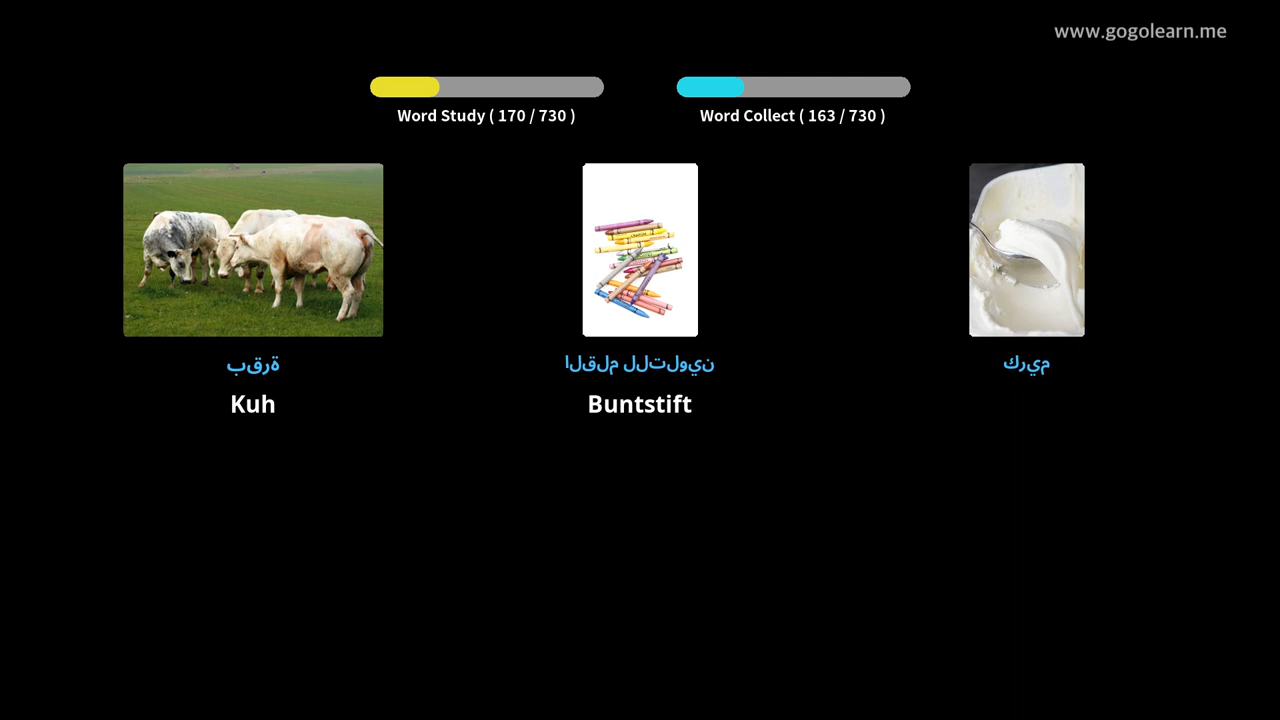 www.gogolearn.me
Word Study ( 170 / 730 )
Word Collect ( 163 / 730 )
بقرة
القلم للتلوين
كريم
Kuh
Buntstift